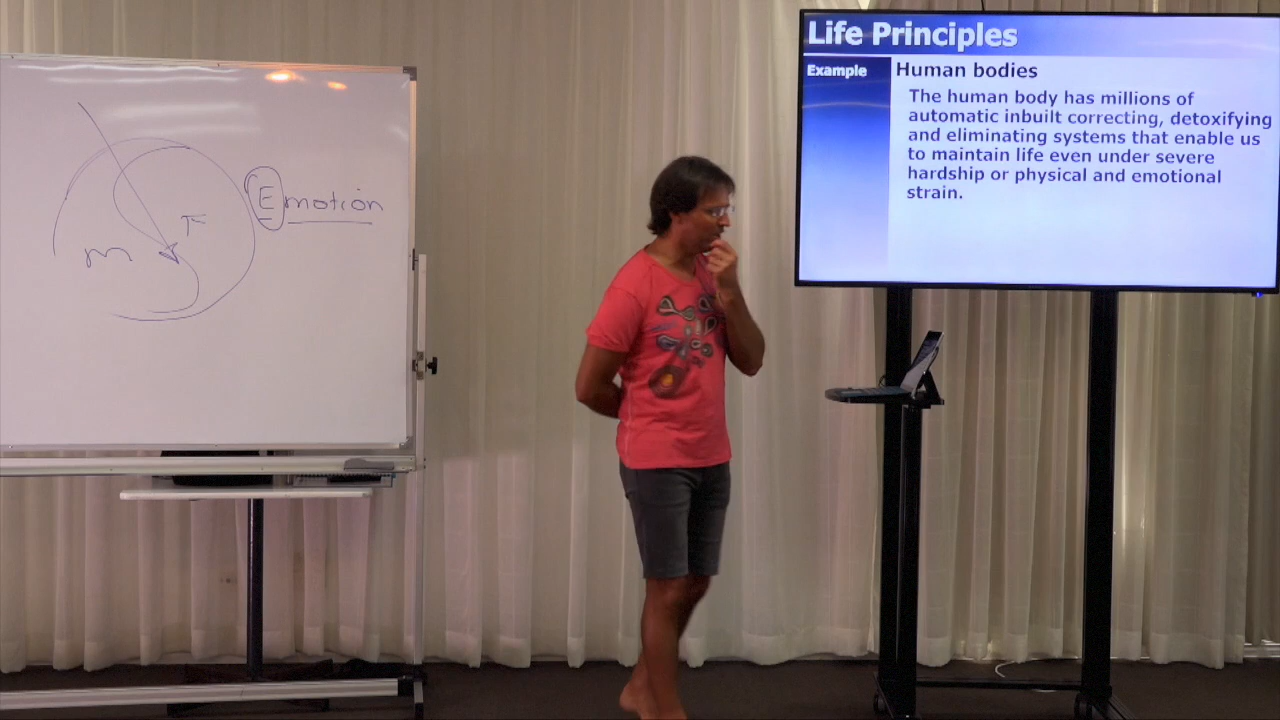 m F
Emotion
Life Principles
Example
Human bodies
The human body has millions of
automatic inbuilt correcting, detoxifying
and eliminating systems that enable us
to maintain life even under severe
hardship or physical and emotional
strain.